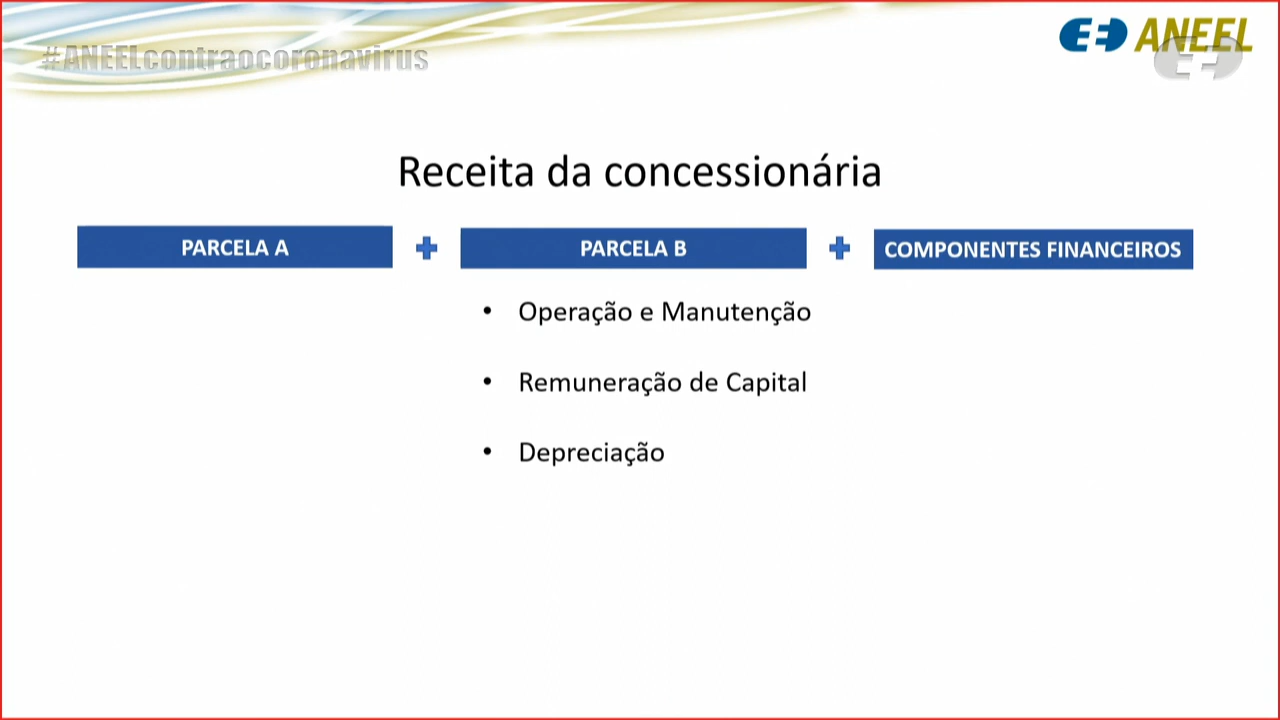 #ANEELcontraocoronavirus
ANEEL
Receita da concessionária
PARCELA A
PARCELA B
COMPONENTES FINANCEIROS
• Operação e Manutenção
• Remuneração de Capital
• Depreciação